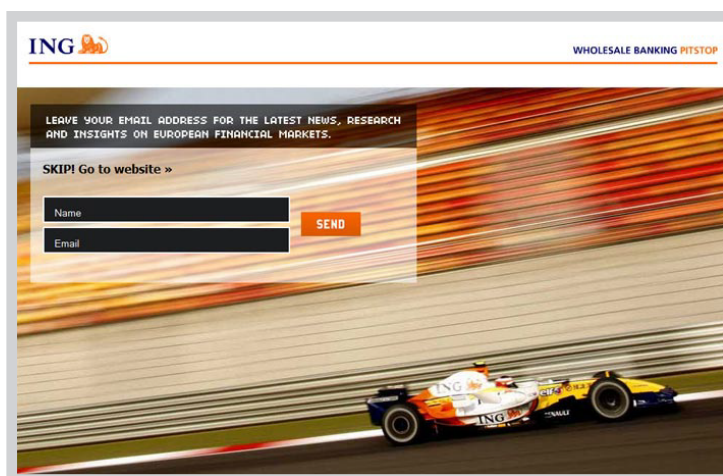 ING
WHOLESALE BANKING PITSTOP
LEAVE YOUR EMAIL ADDRESS FOR THE LATEST NEWS, RESEARCH
AND INSIGHTS ON EUROPEAN FINANCIAL MARKETS.
SKIP! Go to website »
Name
SEND
Email
ING
ING
RENAULT